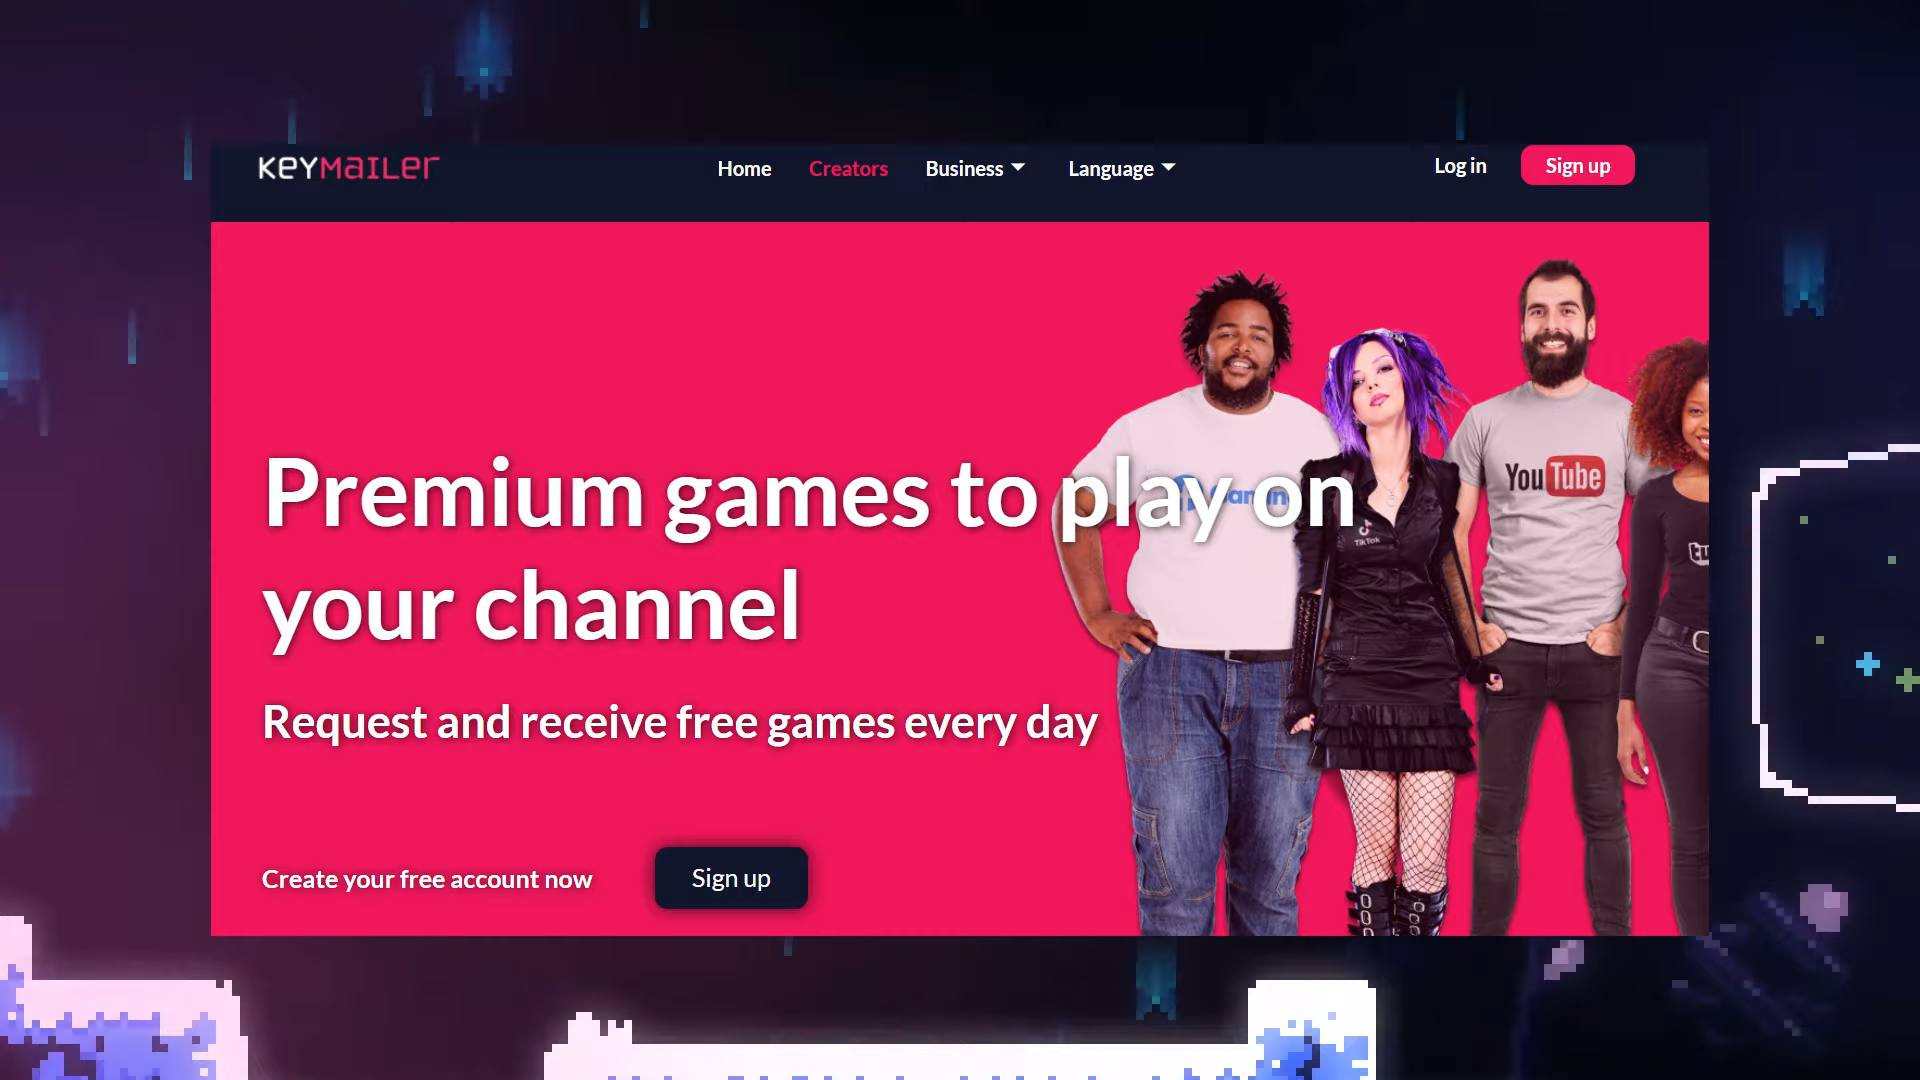 KEYMAILER
Home
Creators
Business
Language
Log in
Sign up
Premium games to play on
your channel
Request and receive free games every day
Create your free account now
Sign up
TikTok
YouTube